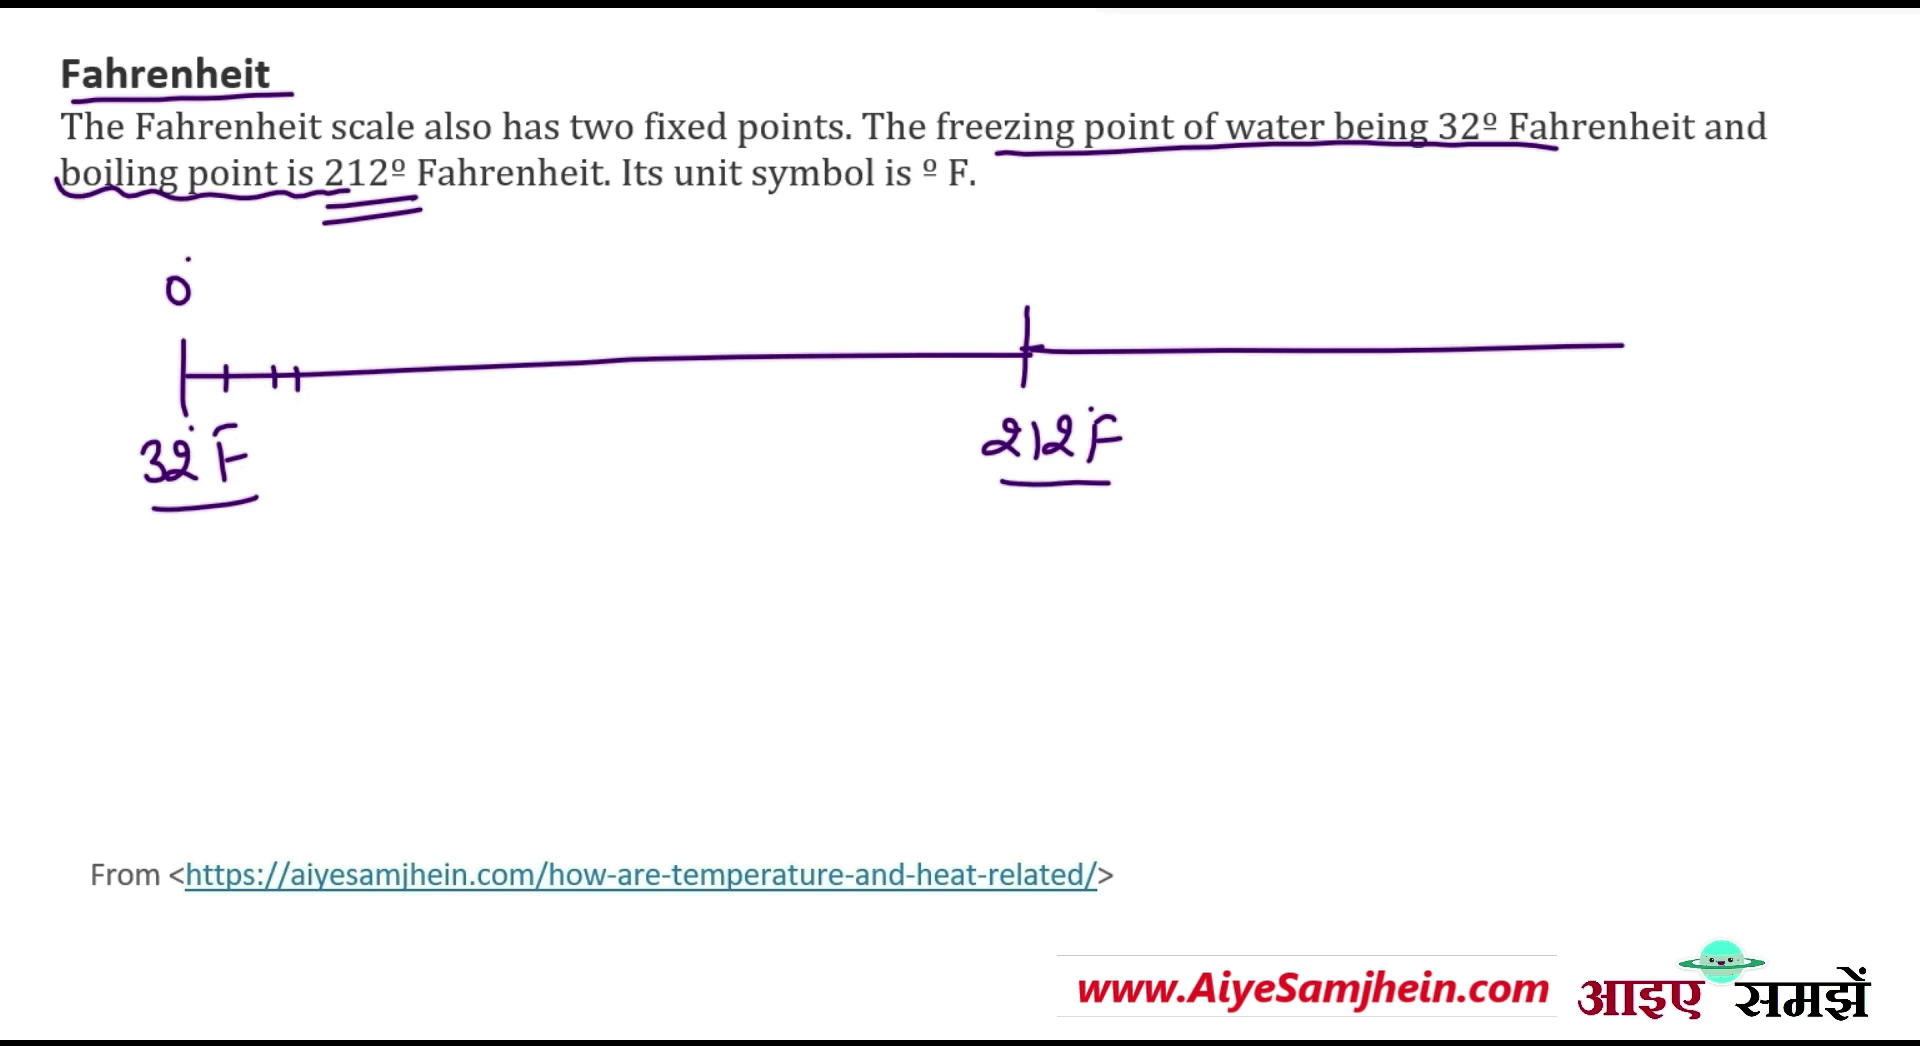 Fahrenheit
The Fahrenheit scale also has two fixed points. The freezing point of water being 32º Fahrenheit and
boiling point is 212º Fahrenheit. Its unit symbol is º F.
0°
32°F
212°F
From <https://aiyesamjhein.com/how-are-temperature-and-heat-related/>
www.AiyeSamjhein.com
आइए समझें